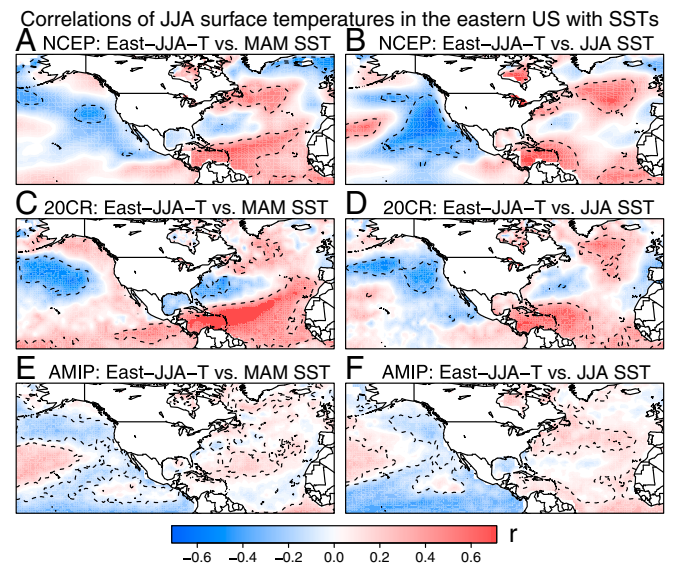 Correlations of JJA surface temperatures in the eastern US with SSTs
A NCEP: East−JJA−T vs. MAM SST
B NCEP: East−JJA−T vs. JJA SST
C 20CR: East−JJA−T vs. MAM SST
D 20CR: East−JJA−T vs. JJA SST
E AMIP: East−JJA−T vs. MAM SST
F AMIP: East−JJA−T vs. JJA SST
r
−0.6 −0.4 −0.2 0.0 0.2 0.4 0.6